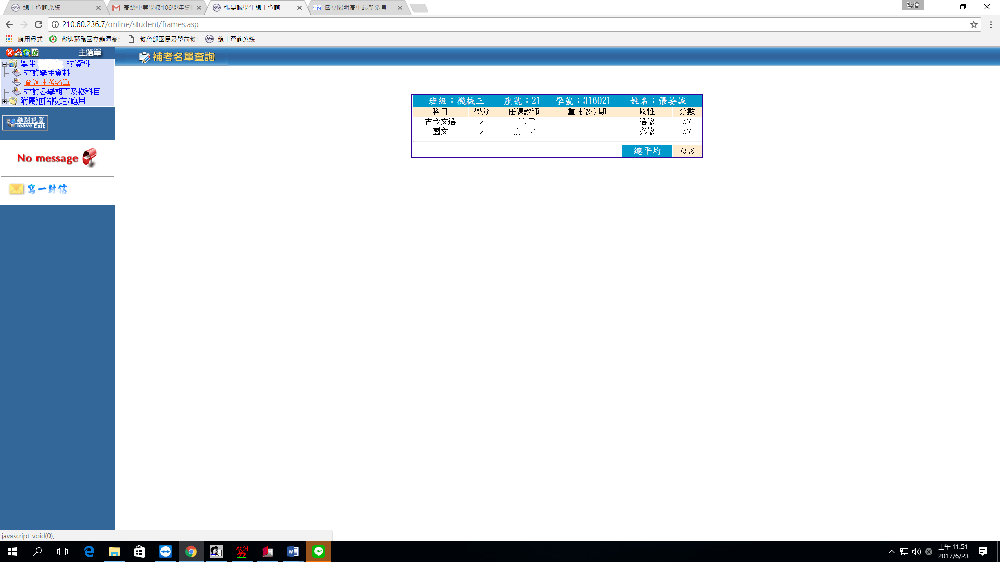 線上查詢系統
高級中等學校106學年統
張晏誠學生線上查詢
國立陽明高中最新消息
弘怡
210.60.236.7/online/student/frames.asp
應用程式
歡迎蒞臨國立龍潭高
教育部國民及學前教
線上查詢系統
主選單
學生 的資料
查詢學生資料
查詢補考名單
查詢各學期不及格科目
附屬進階設定/應用
離開視窗
leave Exit
No message
寫一封信
補考名單查詢
班級：機械三 座號：21 學號：316021 姓名：張晏誠
科目 學分 任課教師 重補修學期 屬性 分數
古今文選 2 選修 57
國文 2 必修 57
總平均 73.8
javascript: void(0);
上午 11:51
2017/6/23